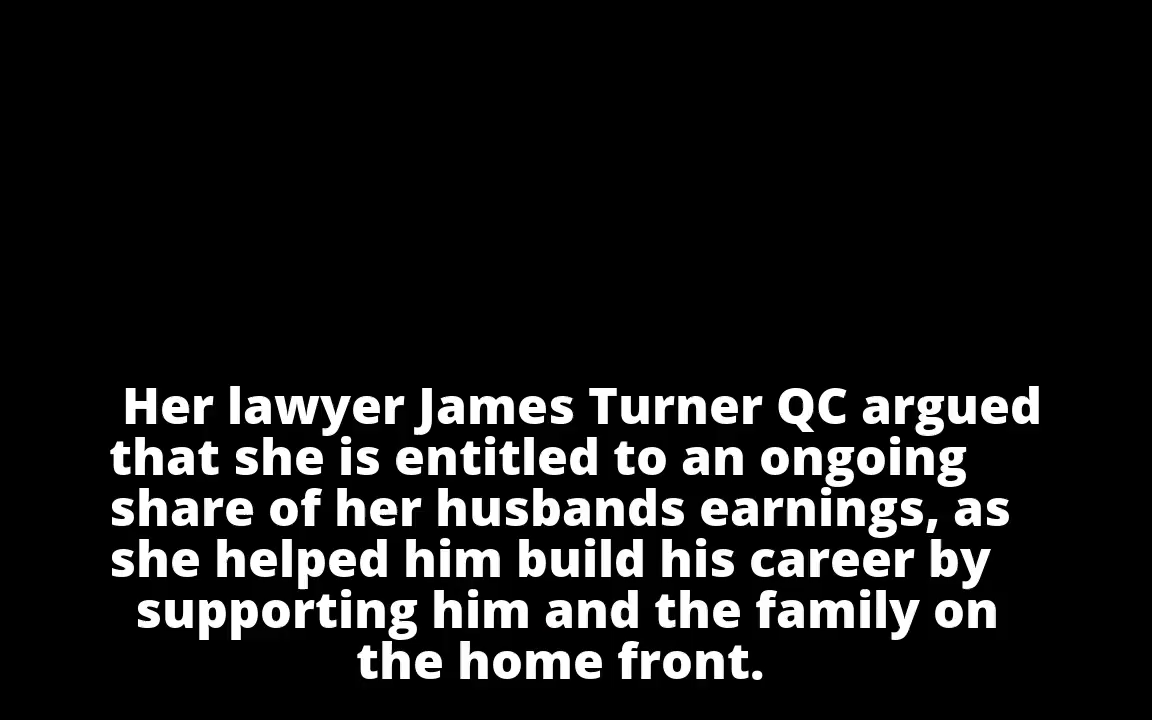 Her lawyer James Turner QC argued
that she is entitled to an ongoing
share of her husbands earnings, as
she helped him build his career by
supporting him and the family on
the home front.